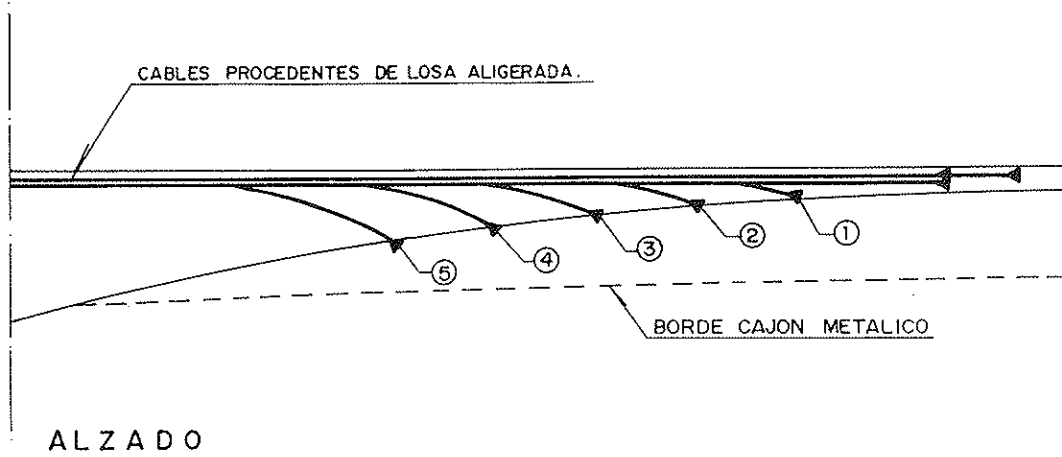 CABLES PROCEDENTES DE LOSA ALIGERADA.
1
2
3
4
5
BORDE CAJON METALICO
ALZADO